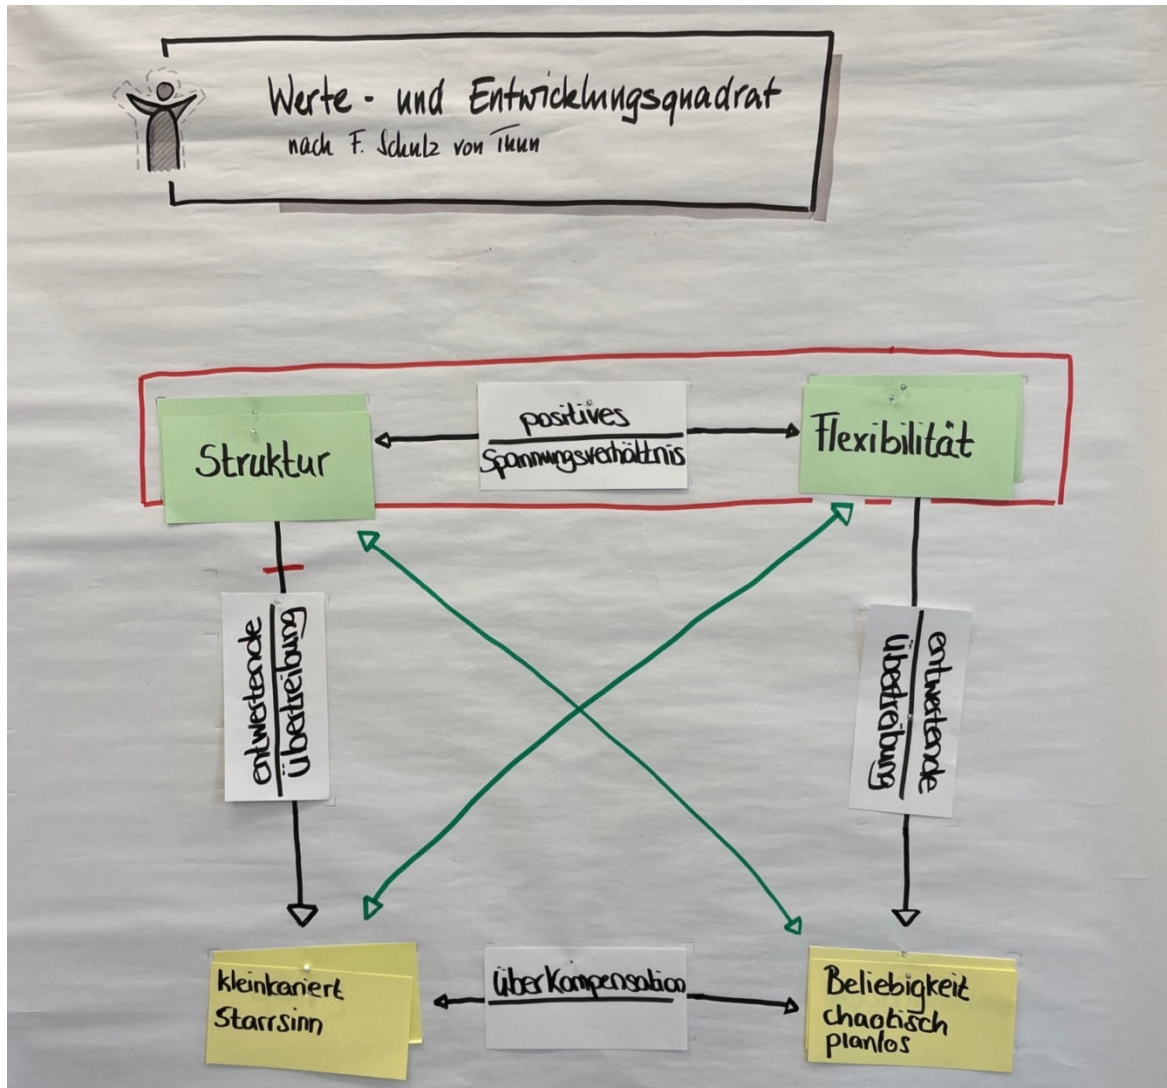 Werte- und Entwicklungsquadrat
nach F. Schulz von Thun
Struktur
positives
Spannungsverhältnis
Flexibilität
entwertende
Übertreibung
entwertende
Übertreibung
kleinkariert
Starrsinn
überkompensation
Beliebigkeit
chaotisch
planlos